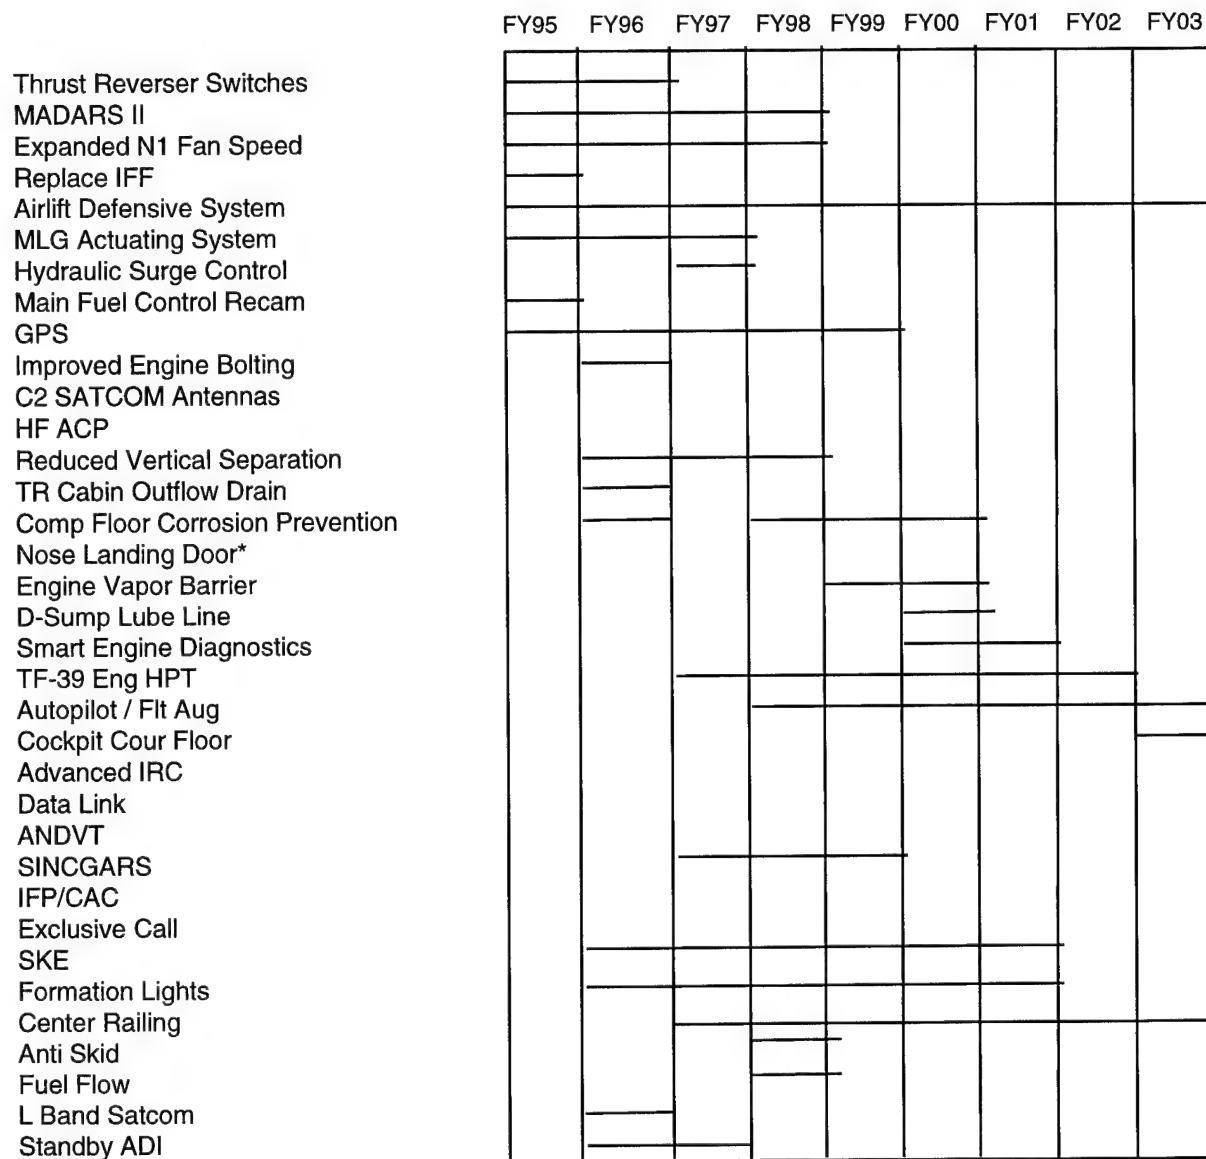 FY95 FY96 FY97 FY98 FY99 FY00 FY01 FY02 FY03
Thrust Reverser Switches
MADARS II
Expanded N1 Fan Speed
Replace IFF
Airlift Defensive System
MLG Actuating System
Hydraulic Surge Control
Main Fuel Control Recam
GPS
Improved Engine Bolting
C2 SATCOM Antennas
HF ACP
Reduced Vertical Separation
TR Cabin Outflow Drain
Comp Floor Corrosion Prevention
Nose Landing Door*
Engine Vapor Barrier
D-Sump Lube Line
Smart Engine Diagnostics
TF-39 Eng HPT
Autopilot / Flt Aug
Cockpit Cour Floor
Advanced IRC
Data Link
ANDVT
SINCGARS
IFP/CAC
Exclusive Call
SKE
Formation Lights
Center Railing
Anti Skid
Fuel Flow
L Band Satcom
Standby ADI